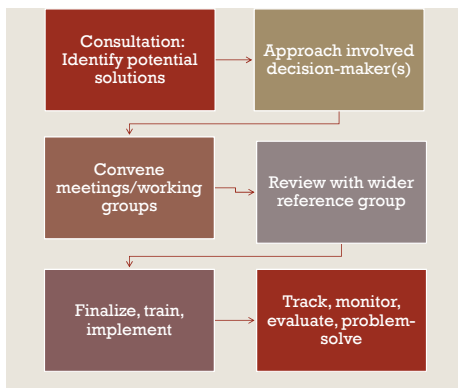 Consultation:
Identify potential
solutions
Approach involved
decision-maker(s)
Convene
meetings/working
groups
Review with wider
reference group
Finalize, train,
implement
Track, monitor,
evaluate, problem-
solve